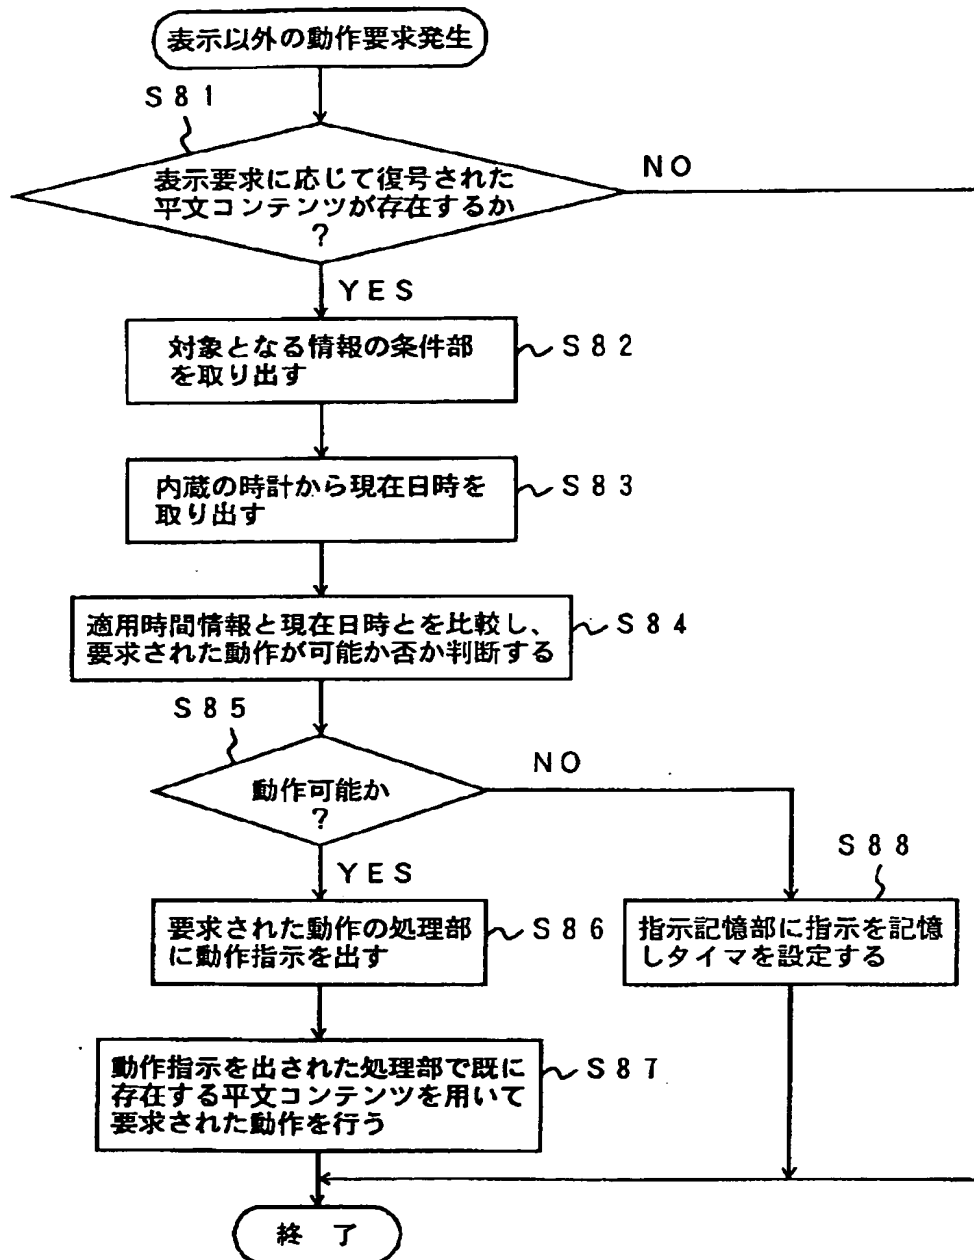 表示以外の動作要求発生
S81
表示要求に応じて復号された
平文コンテンツが存在するか
?
NO
YES
対象となる情報の条件部
を取り出す
S82
内蔵の時計から現在日時を
取り出す
S83
適用時間情報と現在日時とを比較し、
要求された動作が可能か否か判断する
S84
S85
動作可能か
?
NO
YES
S88
要求された動作の処理部
に動作指示を出す
S86
指示記憶部に指示を記憶
しタイマを設定する
動作指示を出された処理部で既に
存在する平文コンテンツを用いて
要求された動作を行う
S87
終 了